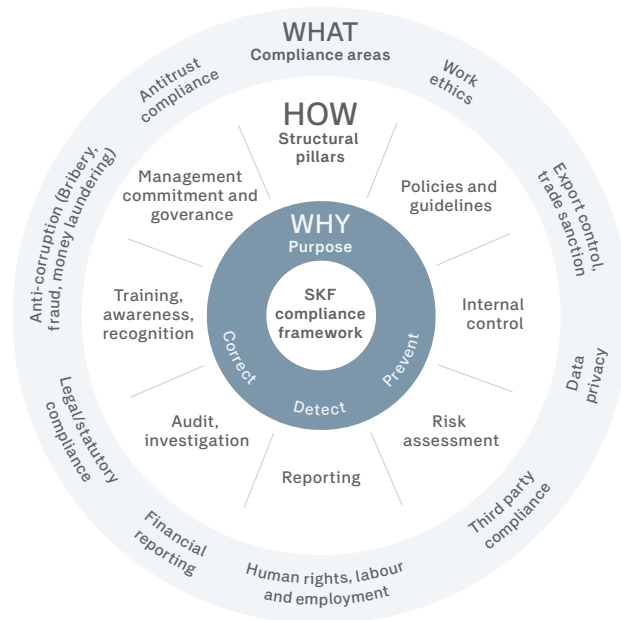 WHAT
Compliance areas
Work
ethics
Export control,
trade sanction
Data
privacy
Third party
compliance
Human rights, labour
and employment
Financial
reporting
Legal/statutory
compliance
Anti-corruption (Bribery,
fraud, money laundering)
Antitrust
compliance
HOW
Structural
pillars
Policies and
guidelines
Internal
control
Risk
assessment
Reporting
Audit,
investigation
Training,
awareness,
recognition
Management
commitment and
goverance
WHY
Purpose
Prevent
Detect
Correct
SKF
compliance
framework